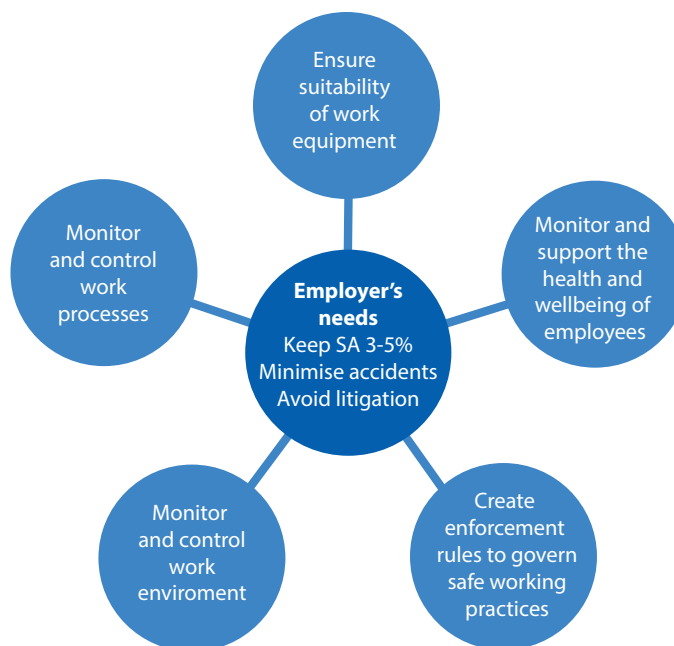 Ensure
suitability
of work
equipment
Monitor
and control
work
processes
Monitor and
support the
health and
wellbeing of
employees
Employer’s
needs
Keep SA 3-5%
Minimise accidents
Avoid litigation
Monitor
and control
work
enviroment
Create
enforcement
rules to govern
safe working
practices